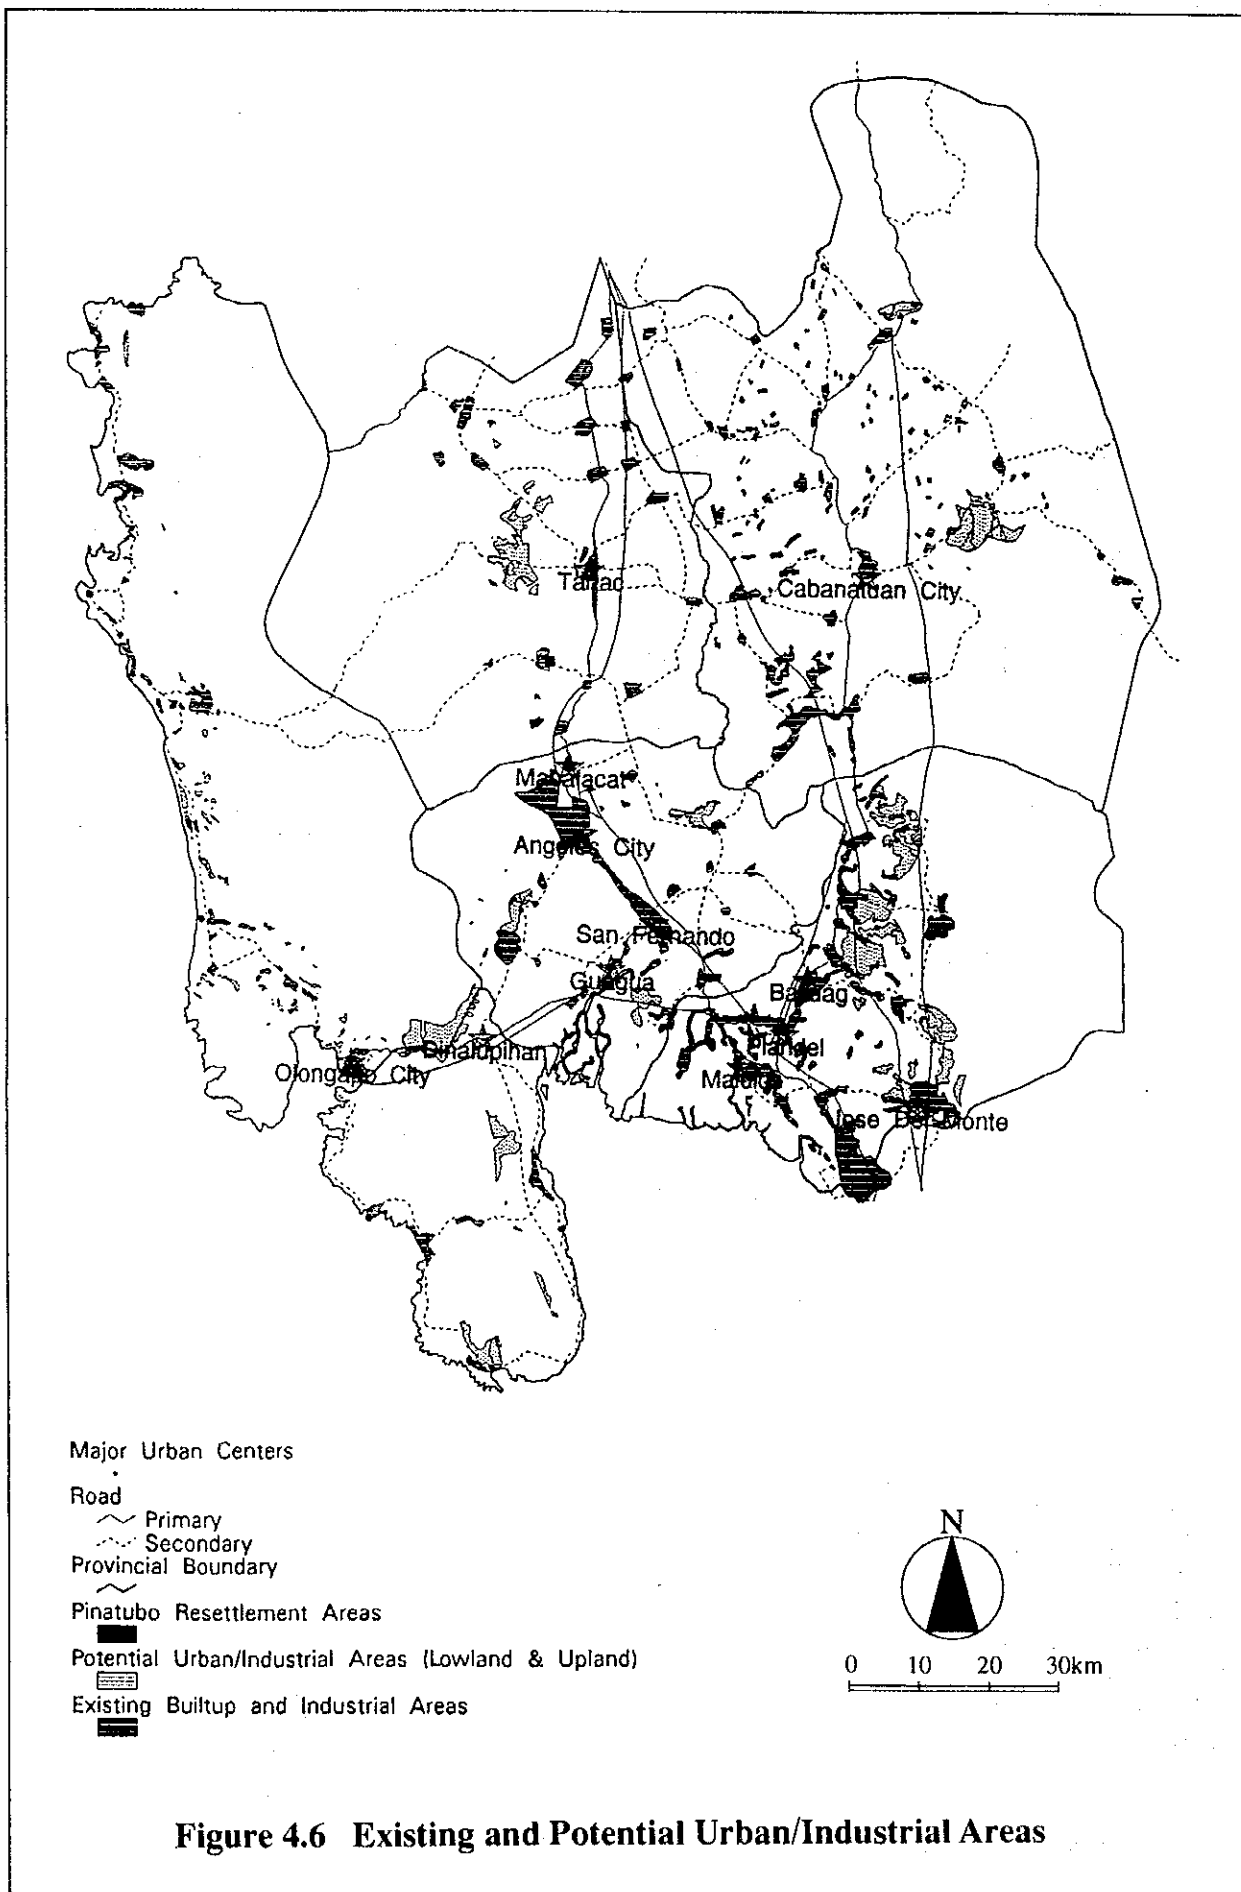 Tarlac
Cabanatuan City
Mabalacat
Angeles City
San Fernando
Guagua
Baliuag
Dinalupihan
Plaridel
Olongapo City
Malolos
Jose Del Monte
Major Urban Centers
Road
Primary
Secondary
Provincial Boundary
Pinatubo Resettlement Areas
Potential Urban/Industrial Areas (Lowland & Upland)
Existing Builtup and Industrial Areas
N
0 10 20 30km
Figure 4.6 Existing and Potential Urban/Industrial Areas